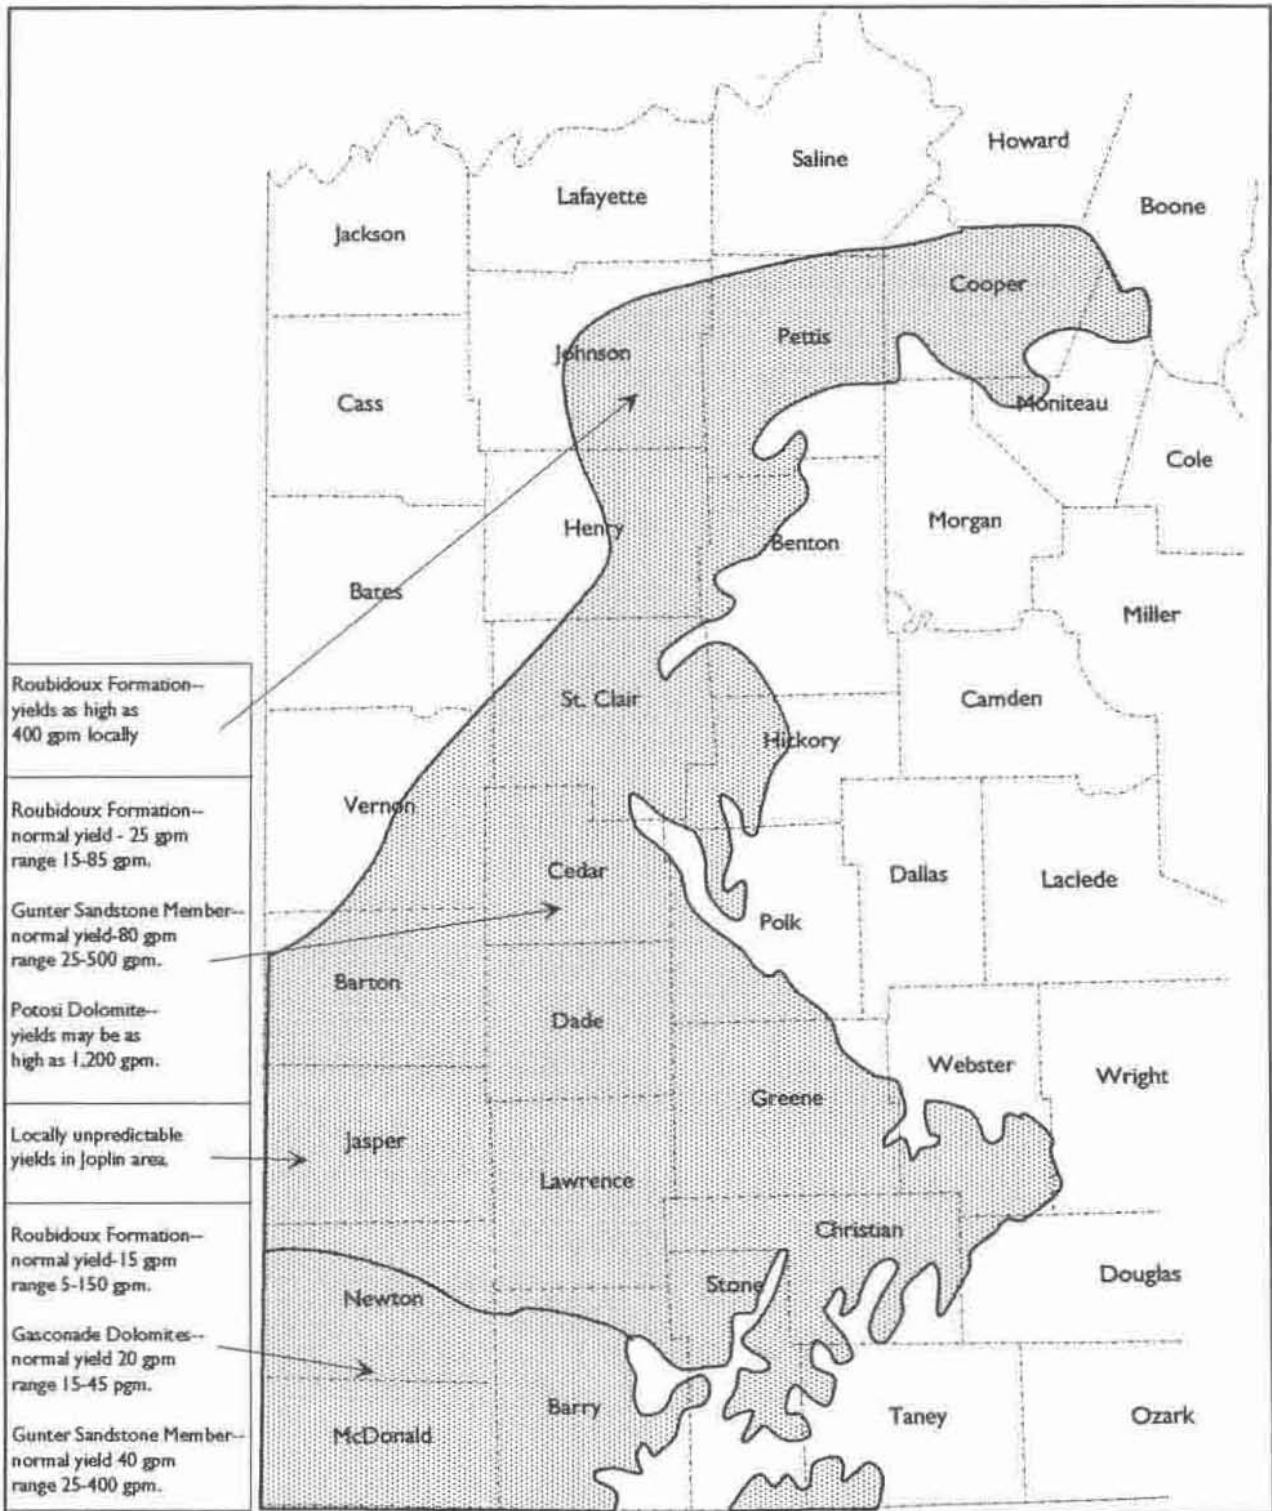 Saline
Howard
Lafayette
Boone
Jackson
Cooper
Pettis
Johnson
Cass
Moniteau
Cole
Morgan
Henry
Benton
Bates
Miller
Roubidoux Formation--
yields as high as
400 gpm locally
St. Clair
Camden
Hickory
Vernon
Roubidoux Formation--
normal yield - 25 gpm
range 15-85 gpm.
Gunter Sandstone Member--
normal yield-80 gpm
range 25-500 gpm.
Potosi Dolomite--
yields may be as
high as 1,200 gpm.
Cedar
Dallas
Laclede
Polk
Barton
Dade
Webster
Wright
Greene
Locally unpredictable
yields in Joplin area.
Jasper
Lawrence
Christian
Roubidoux Formation--
normal yield-15 gpm
range 5-150 gpm.
Gasconade Dolomites--
normal yield 20 gpm
range 15-45 pgm.
Gunter Sandstone Member--
normal yield 40 gpm
range 25-400 gpm.
Newton
Stone
Douglas
Barry
Taney
Ozark
McDonald